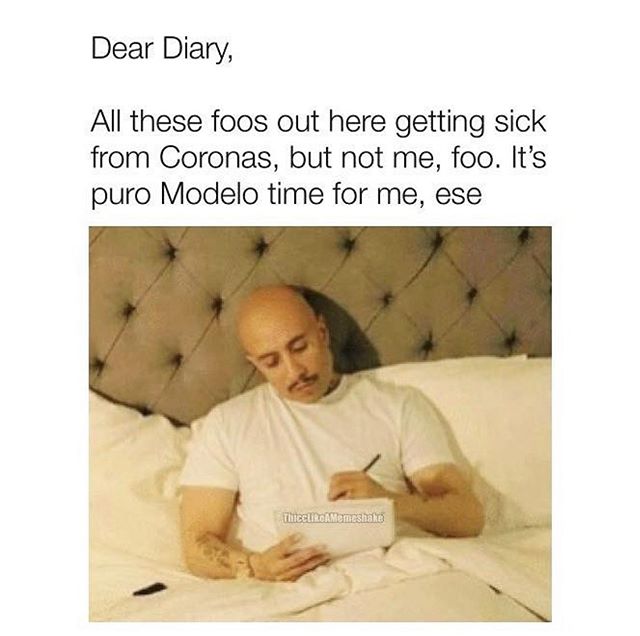 Dear Diary,
All these foos out here getting sick
from Coronas, but not me, foo. It's
puro Modelo time for me, ese
ThiccLikeAMemeshake